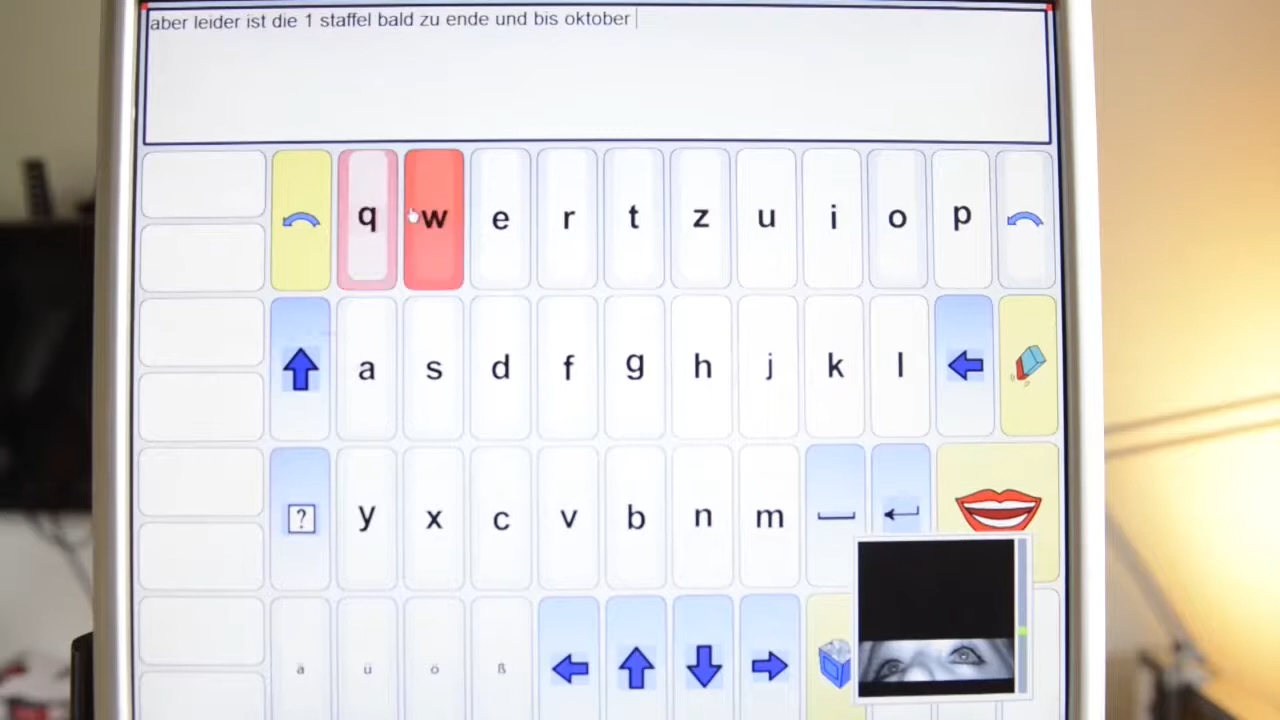 aber leider ist die 1 staffel bald zu ende und bis oktober
q w e r t z u i o p
a s d f g h j k l
? y x c v b n m
ä ü ö ß